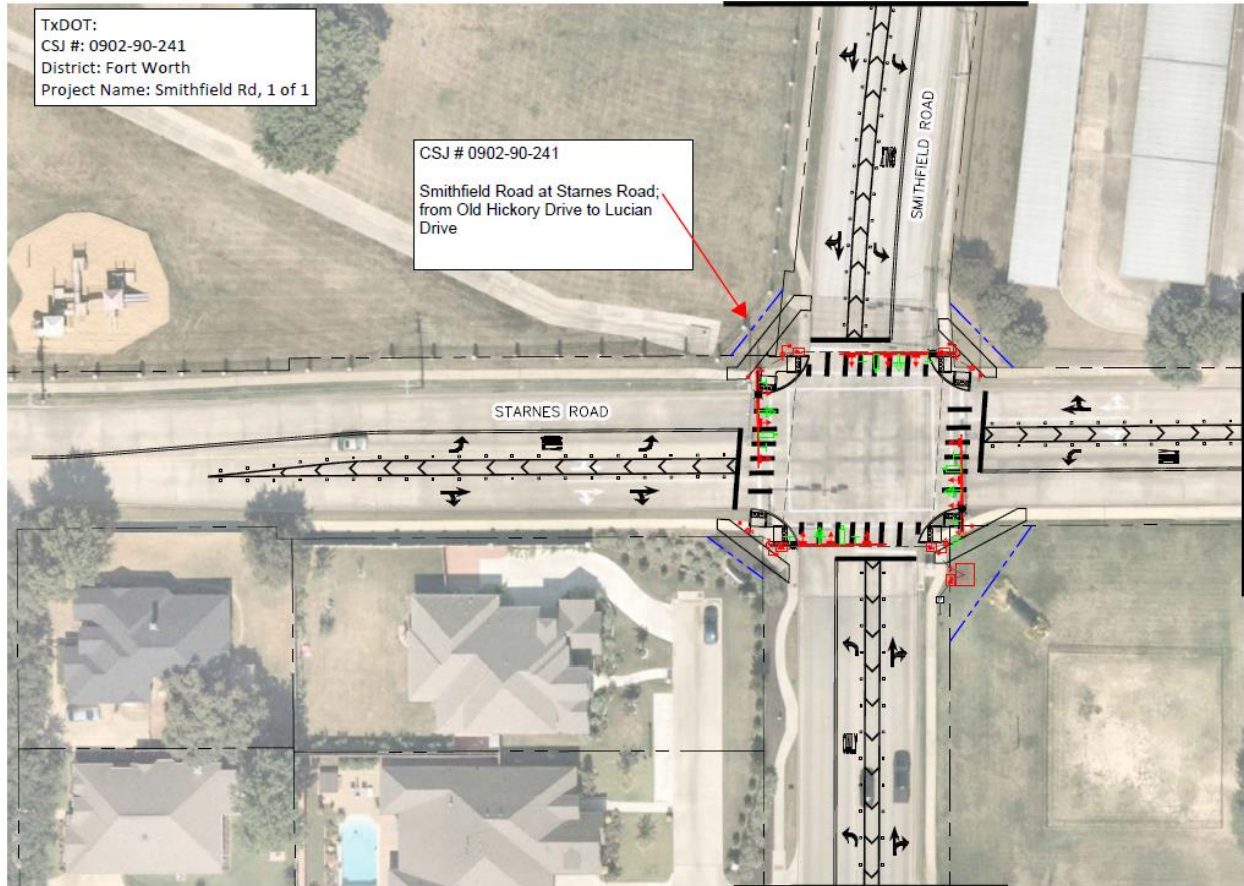 TxDOT:
CSJ #: 0902-90-241
District: Fort Worth
Project Name: Smithfield Rd, 1 of 1
CSJ # 0902-90-241
Smithfield Road at Starnes Road;
from Old Hickory Drive to Lucian
Drive
SMITHFIELD ROAD
STARNES ROAD